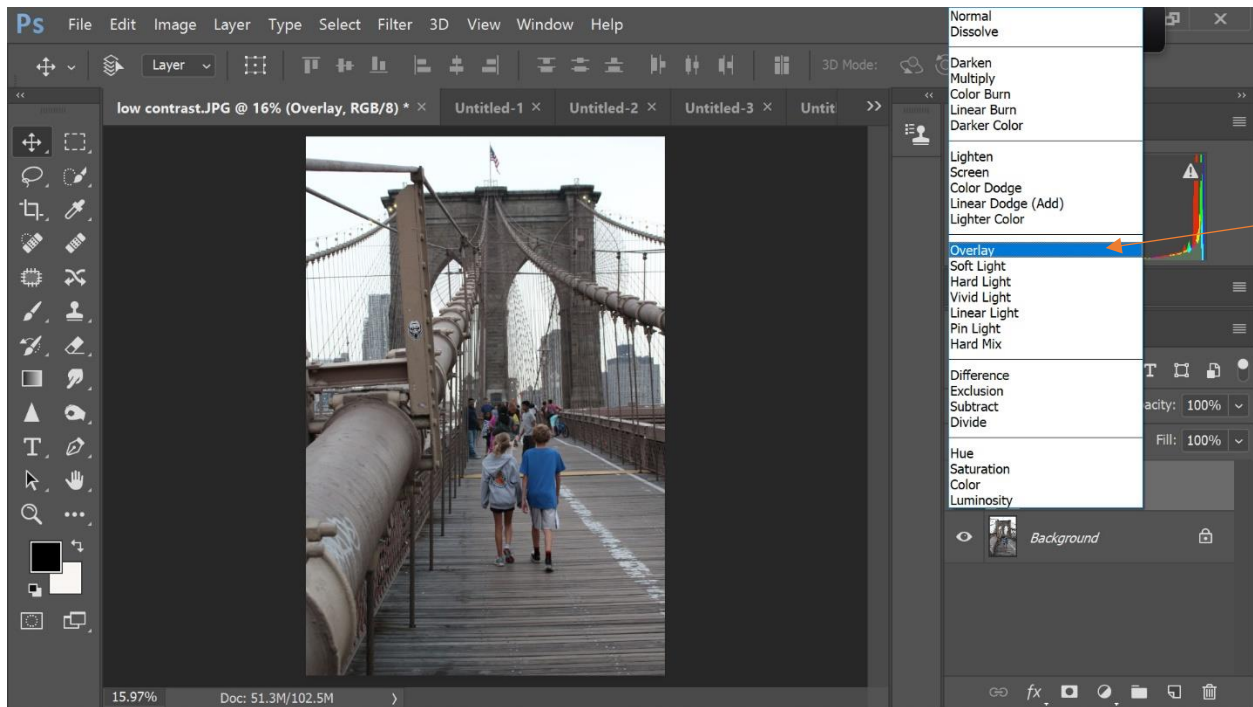 Ps File Edit Image Layer Type Select Filter 3D View Window Help
Layer 3D Mode:
low contrast.JPG @ 16% (Overlay, RGB/8) * × Untitled-1 × Untitled-2 × Untitled-3 × Untit
Normal
Dissolve
Darken
Multiply
Color Burn
Linear Burn
Darker Color
Lighten
Screen
Color Dodge
Linear Dodge (Add)
Lighter Color
Overlay
Soft Light
Hard Light
Vivid Light
Linear Light
Pin Light
Hard Mix
Difference
Exclusion
Subtract
Divide
Hue
Saturation
Color
Luminosity
acity: 100%
Fill: 100%
Background
fx
15.97% Doc: 51.3M/102.5M